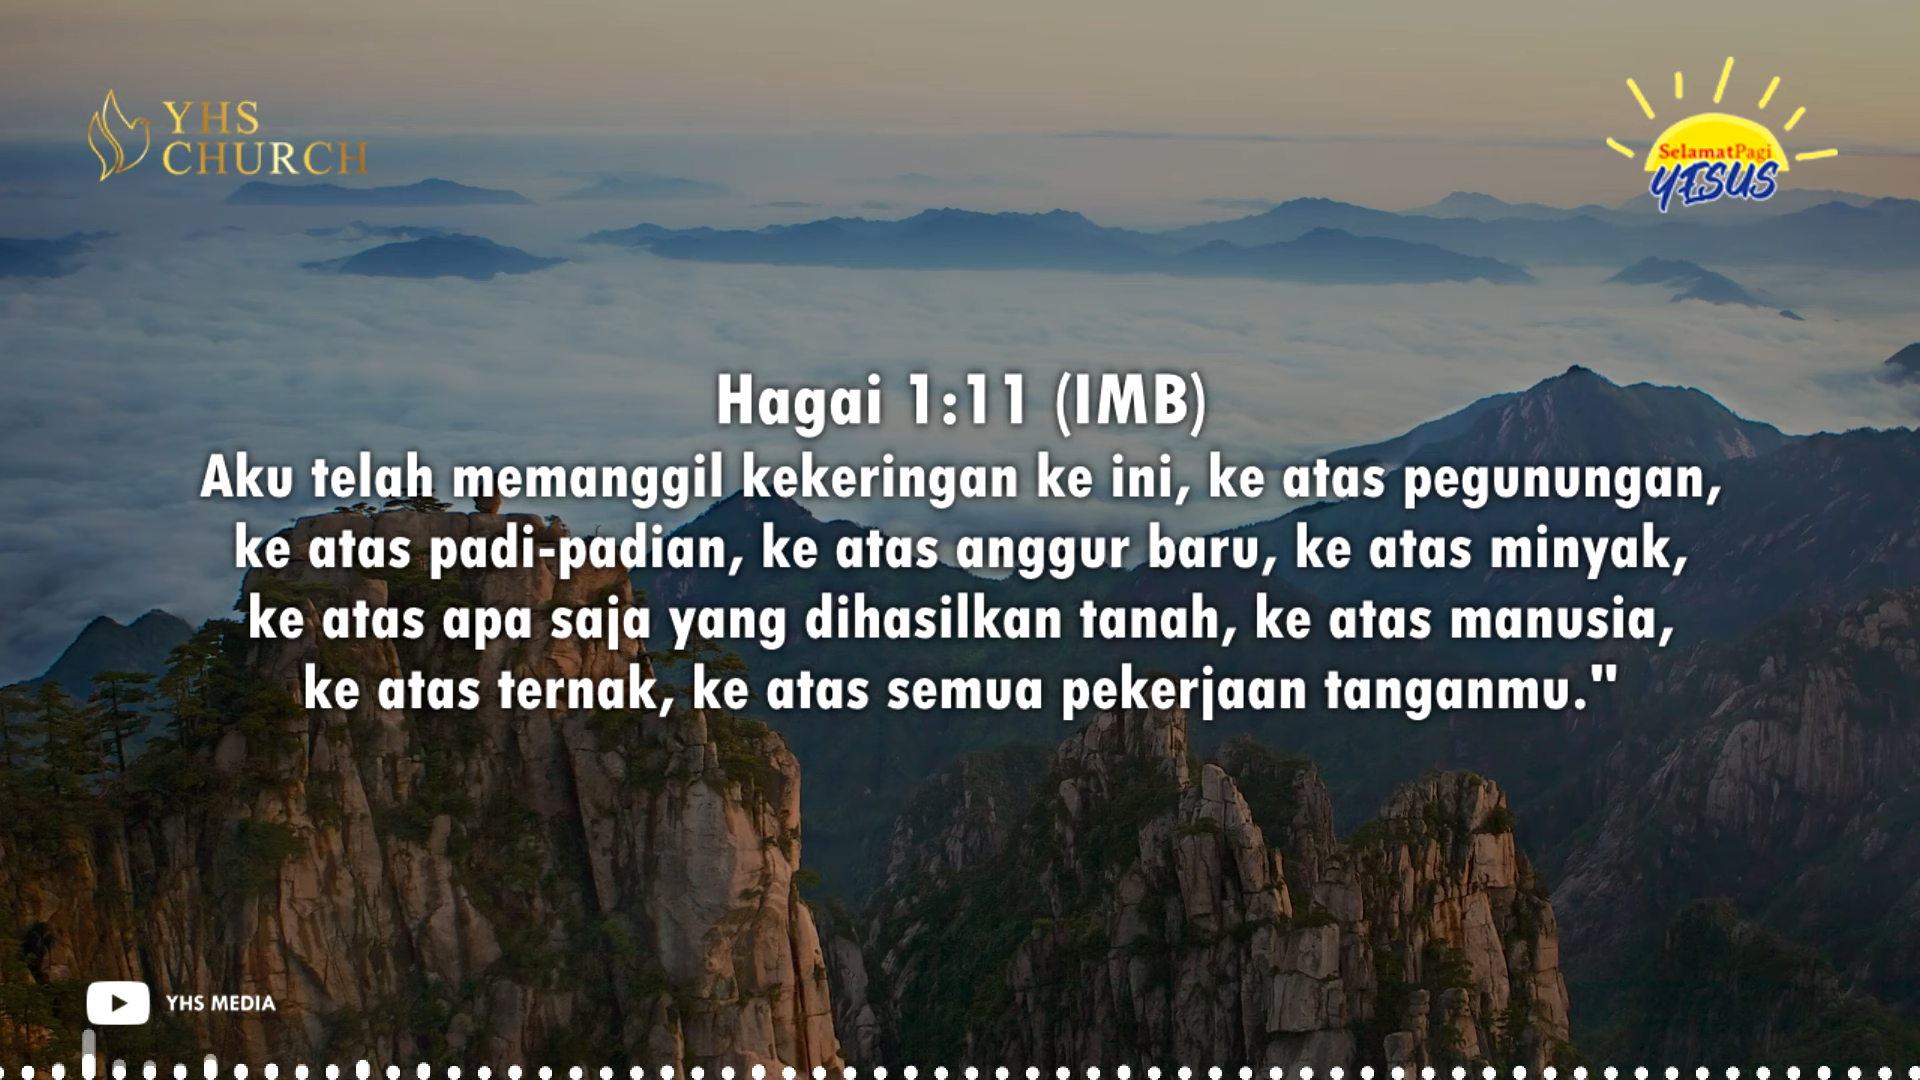 YHS
CHURCH
SelamatPagi
YESUS
Hagai 1:11 (IMB)
Aku telah memanggil kekeringan ke ini, ke atas pegunungan,
ke atas padi-padian, ke atas anggur baru, ke atas minyak,
ke atas apa saja yang dihasilkan tanah, ke atas manusia,
ke atas ternak, ke atas semua pekerjaan tanganmu."
YHS MEDIA